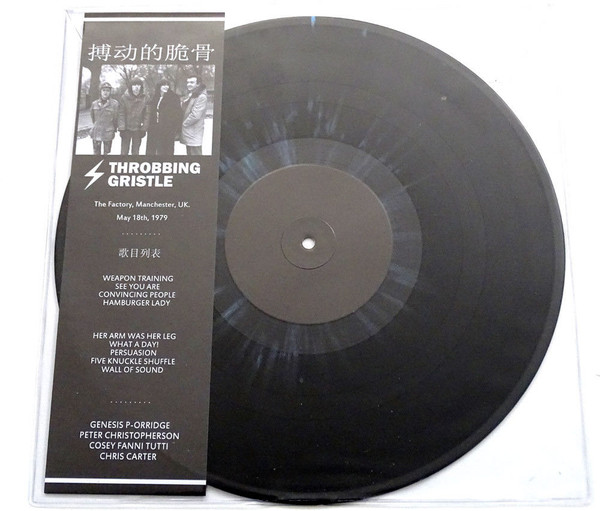 搏动的脆骨
THROBBING
GRISTLE
The Factory, Manchester, UK.
May 18th, 1979
歌目列表
WEAPON TRAINING
SEE YOU ARE
CONVINCING PEOPLE
HAMBURGER LADY
HER ARM WAS HER LEG
WHAT A DAY!
PERSUASION
FIVE KNUCKLE SHUFFLE
WALL OF SOUND
GENESIS P-ORRIDGE
PETER CHRISTOPHERSON
COSEY FANNI TUTTI
CHRIS CARTER